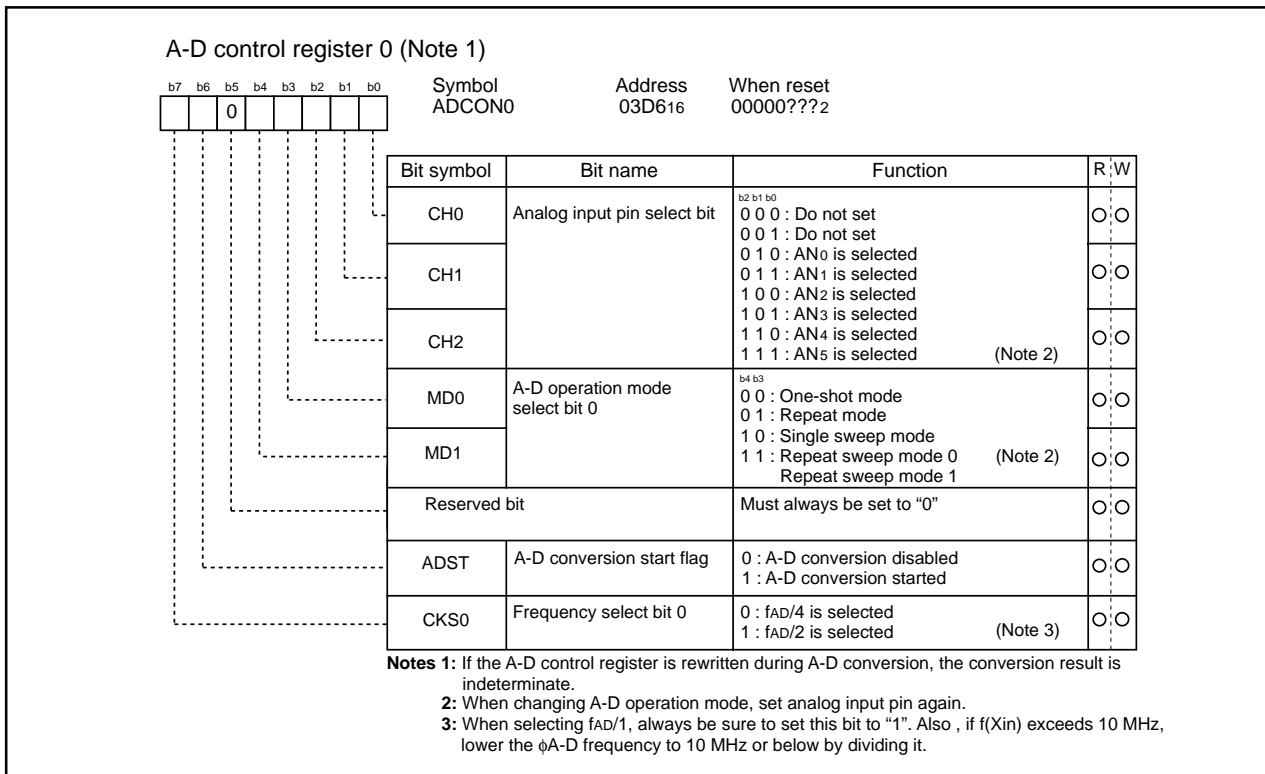 A-D control register 0 (Note 1)
b7 b6 b5 b4 b3 b2 b1 b0
0
Symbol Address When reset
ADCON0 03D616 00000???2
Bit symbol Bit name Function R W
CH0 Analog input pin select bit
b2 b1 b0
0 0 0 : Do not set
0 0 1 : Do not set
0 1 0 : AN0 is selected
0 1 1 : AN1 is selected
1 0 0 : AN2 is selected
1 0 1 : AN3 is selected
1 1 0 : AN4 is selected
1 1 1 : AN5 is selected (Note 2)
CH1
CH2
MD0 A-D operation mode
select bit 0
b4 b3
0 0 : One-shot mode
0 1 : Repeat mode
1 0 : Single sweep mode
1 1 : Repeat sweep mode 0 (Note 2)
Repeat sweep mode 1
MD1
Reserved bit Must always be set to “0”
ADST A-D conversion start flag 0 : A-D conversion disabled
1 : A-D conversion started
CKS0 Frequency select bit 0 0 : fAD/4 is selected
1 : fAD/2 is selected (Note 3)
Notes 1: If the A-D control register is rewritten during A-D conversion, the conversion result is
indeterminate.
2: When changing A-D operation mode, set analog input pin again.
3: When selecting fAD/1, always be sure to set this bit to “1”. Also , if f(Xin) exceeds 10 MHz,
lower the ϕA-D frequency to 10 MHz or below by dividing it.